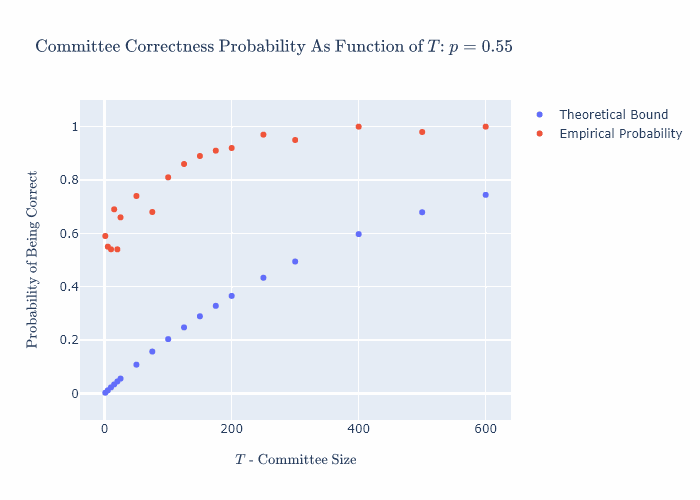 Committee Correctness Probability As Function of T: p = 0.55
Theoretical Bound
Empirical Probability
1
0.8
0.6
0.4
0.2
0
Probability of Being Correct
0 200 400 600
T - Committee Size